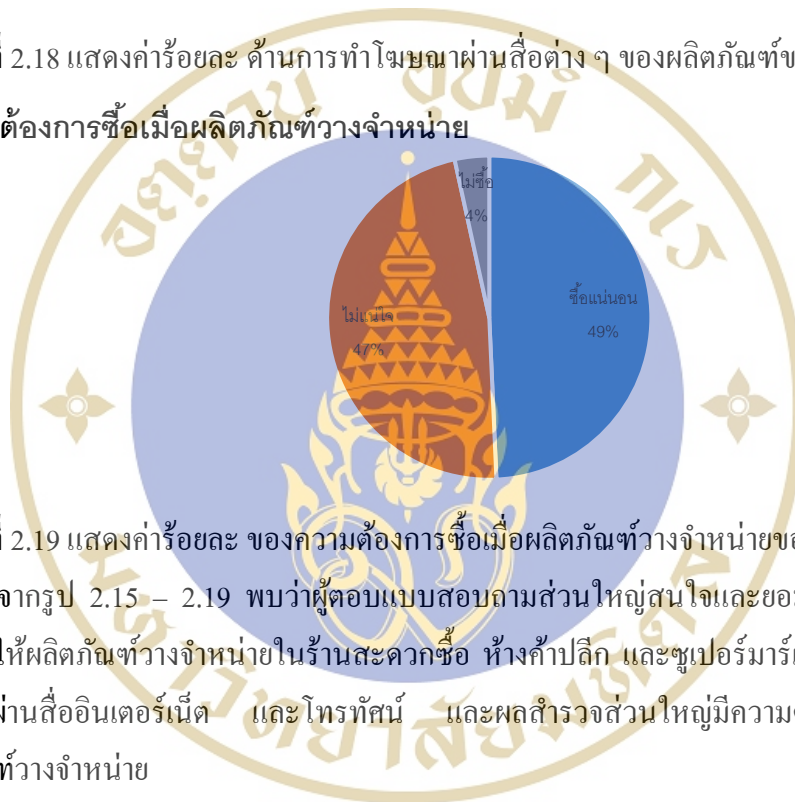 2.18 แสดงค่าร้อยละ ด้านการทำโฆษณาผ่านสื่อต่าง ๆ ของผลิตภัณฑ์ข
ต้องการซื้อเมื่อผลิตภัณฑ์วางจำหน่าย
ไม่ซื้อ
4%
ซื้อแน่นอน
49%
ไม่แน่ใจ
47%
2.19 แสดงค่าร้อยละ ของความต้องการซื้อเมื่อผลิตภัณฑ์วางจำหน่ายขอ
จากรูป 2.15 – 2.19 พบว่าผู้ตอบแบบสอบถามส่วนใหญ่สนใจและยอม
ให้ผลิตภัณฑ์วางจำหน่ายในร้านสะดวกซื้อ ห้างค้าปลีก และซูเปอร์มาร์เ
ผ่านสื่ออินเตอร์เน็ต และโทรทัศน์ และผลสำรวจส่วนใหญ่มีความ
ฑ์วางจำหน่าย
มหาวิทยาลัยมหิดล